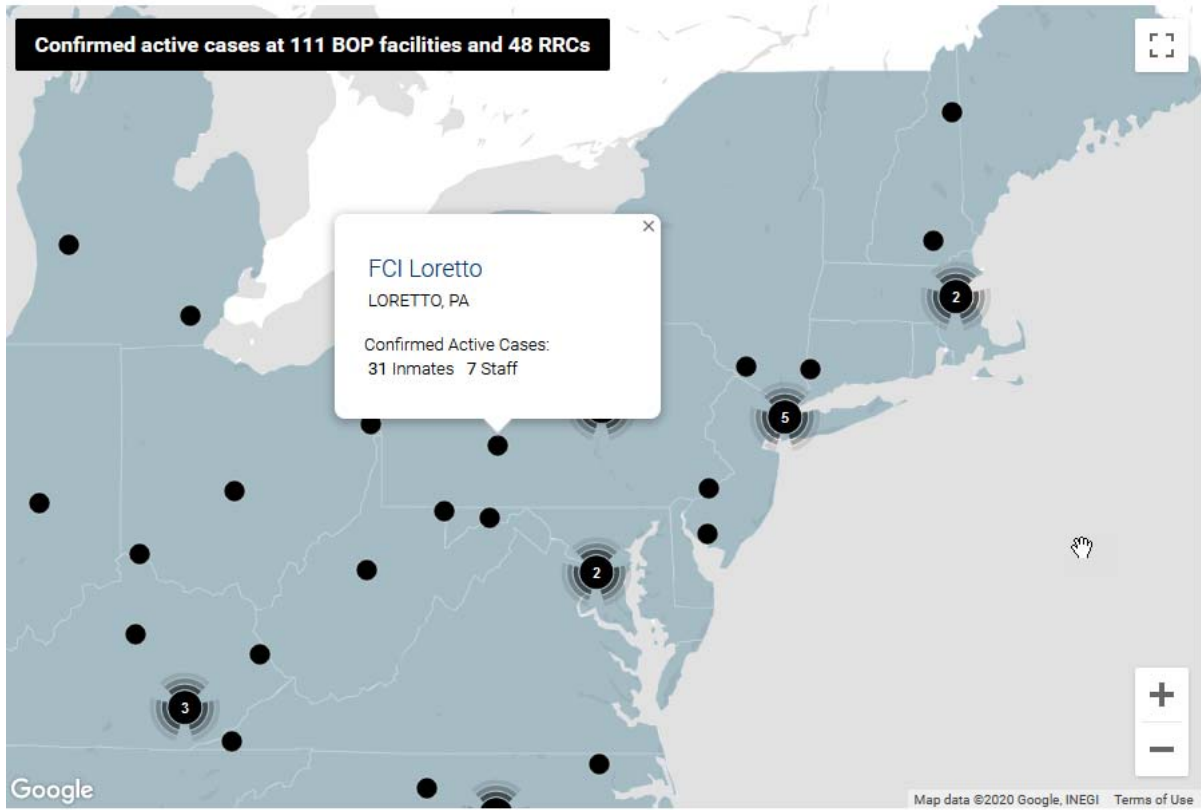 Confirmed active cases at 111 BOP facilities and 48 RRCs
FCI Loretto
LORETTO, PA
Confirmed Active Cases:
31 Inmates 7 Staff
2
5
2
3
Google
Map data ©2020 Google, INEGI Terms of Use